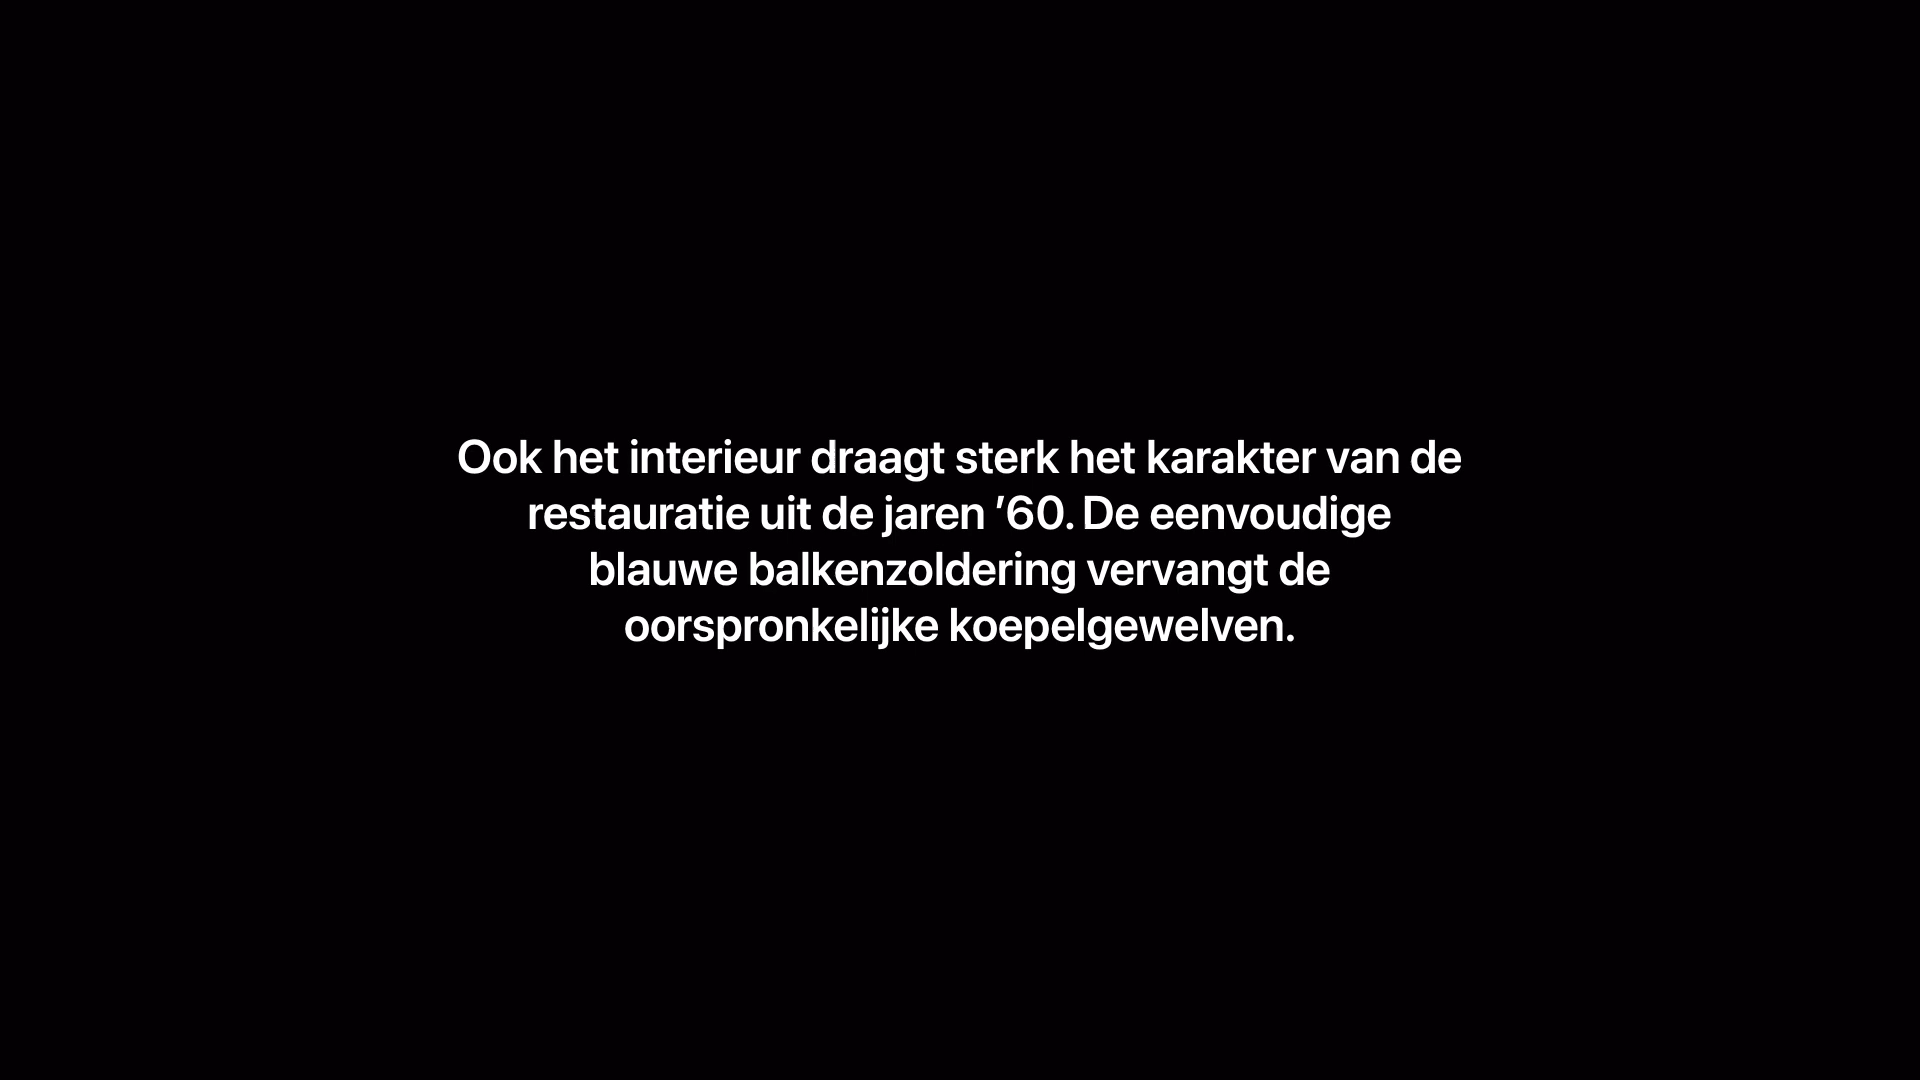 Ook het interieur draagt sterk het karakter van de
restauratie uit de jaren ’60. De eenvoudige
blauwe balkenzoldering vervangt de
oorspronkelijke koepelgewelven.